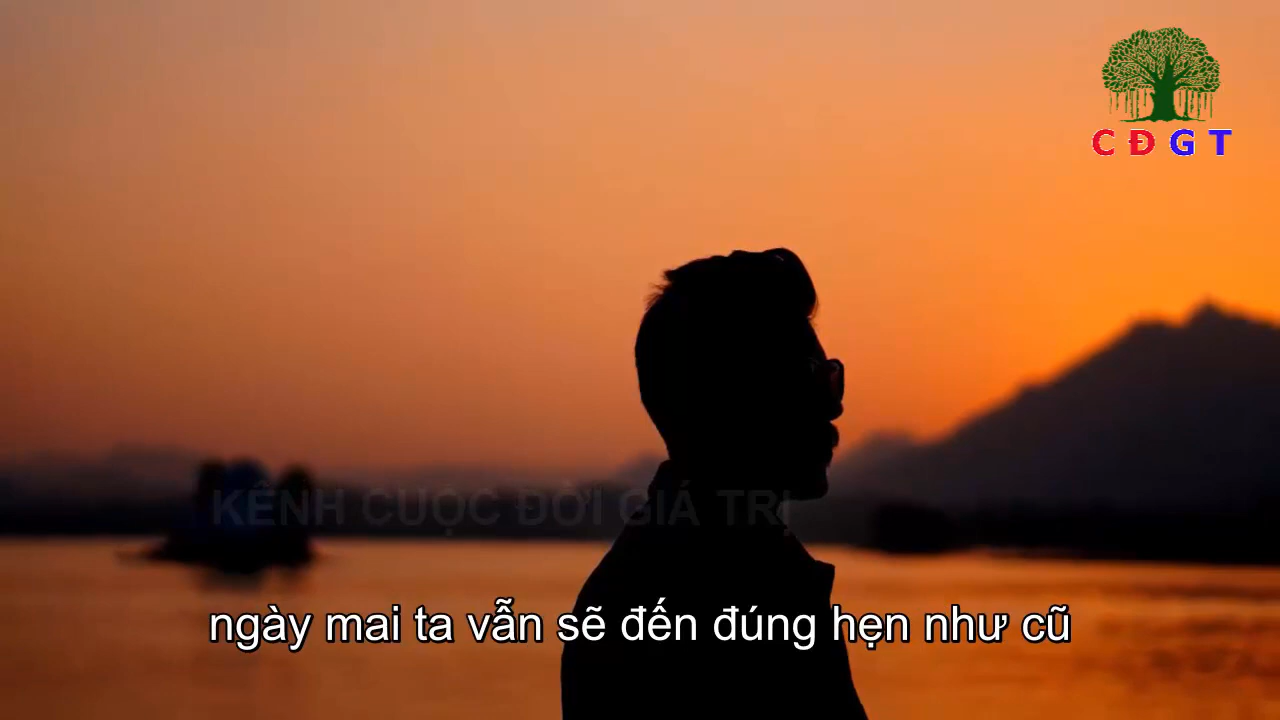 CĐGT
KÊNH CUỘC ĐỜI GIÁ TRỊ
ngày mai ta vẫn sẽ đến đúng hẹn như cũ